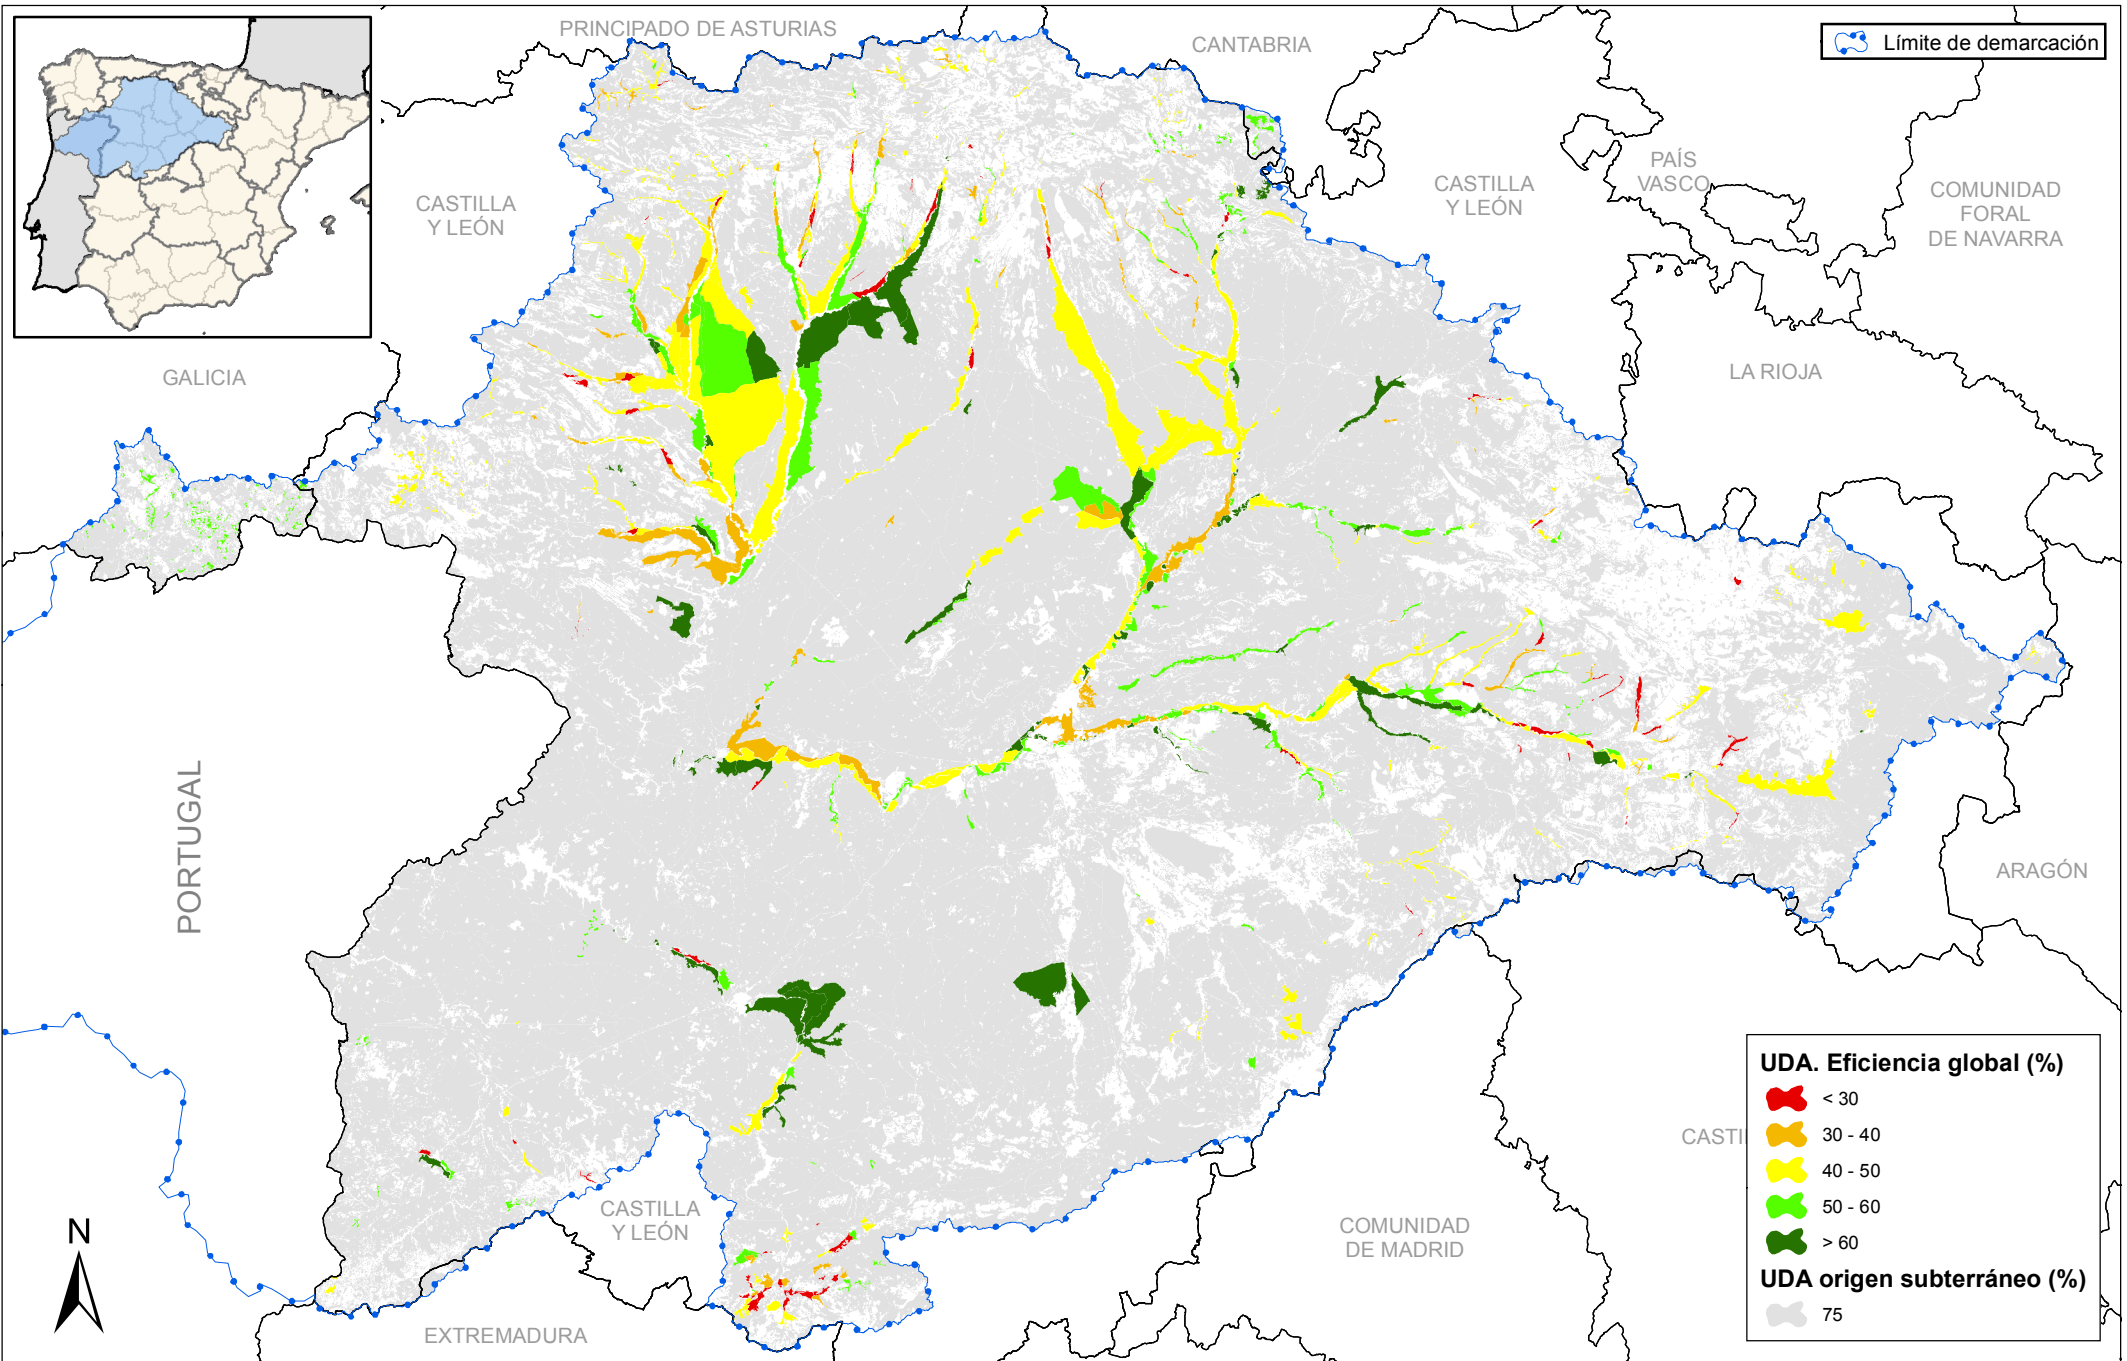 PRINCIPADO DE ASTURIAS
CANTABRIA
Límite de demarcación
CASTILLA
Y LEÓN
CASTILLA
Y LEÓN
PAÍS
VASCO
COMUNIDAD
FORAL
DE NAVARRA
GALICIA
LA RIOJA
PORTUGAL
ARAGÓN
CASTI
CASTILLA
Y LEÓN
COMUNIDAD
DE MADRID
EXTREMADURA
N
UDA. Eficiencia global (%)
< 30
30 - 40
40 - 50
50 - 60
> 60
UDA origen subterráneo (%)
75